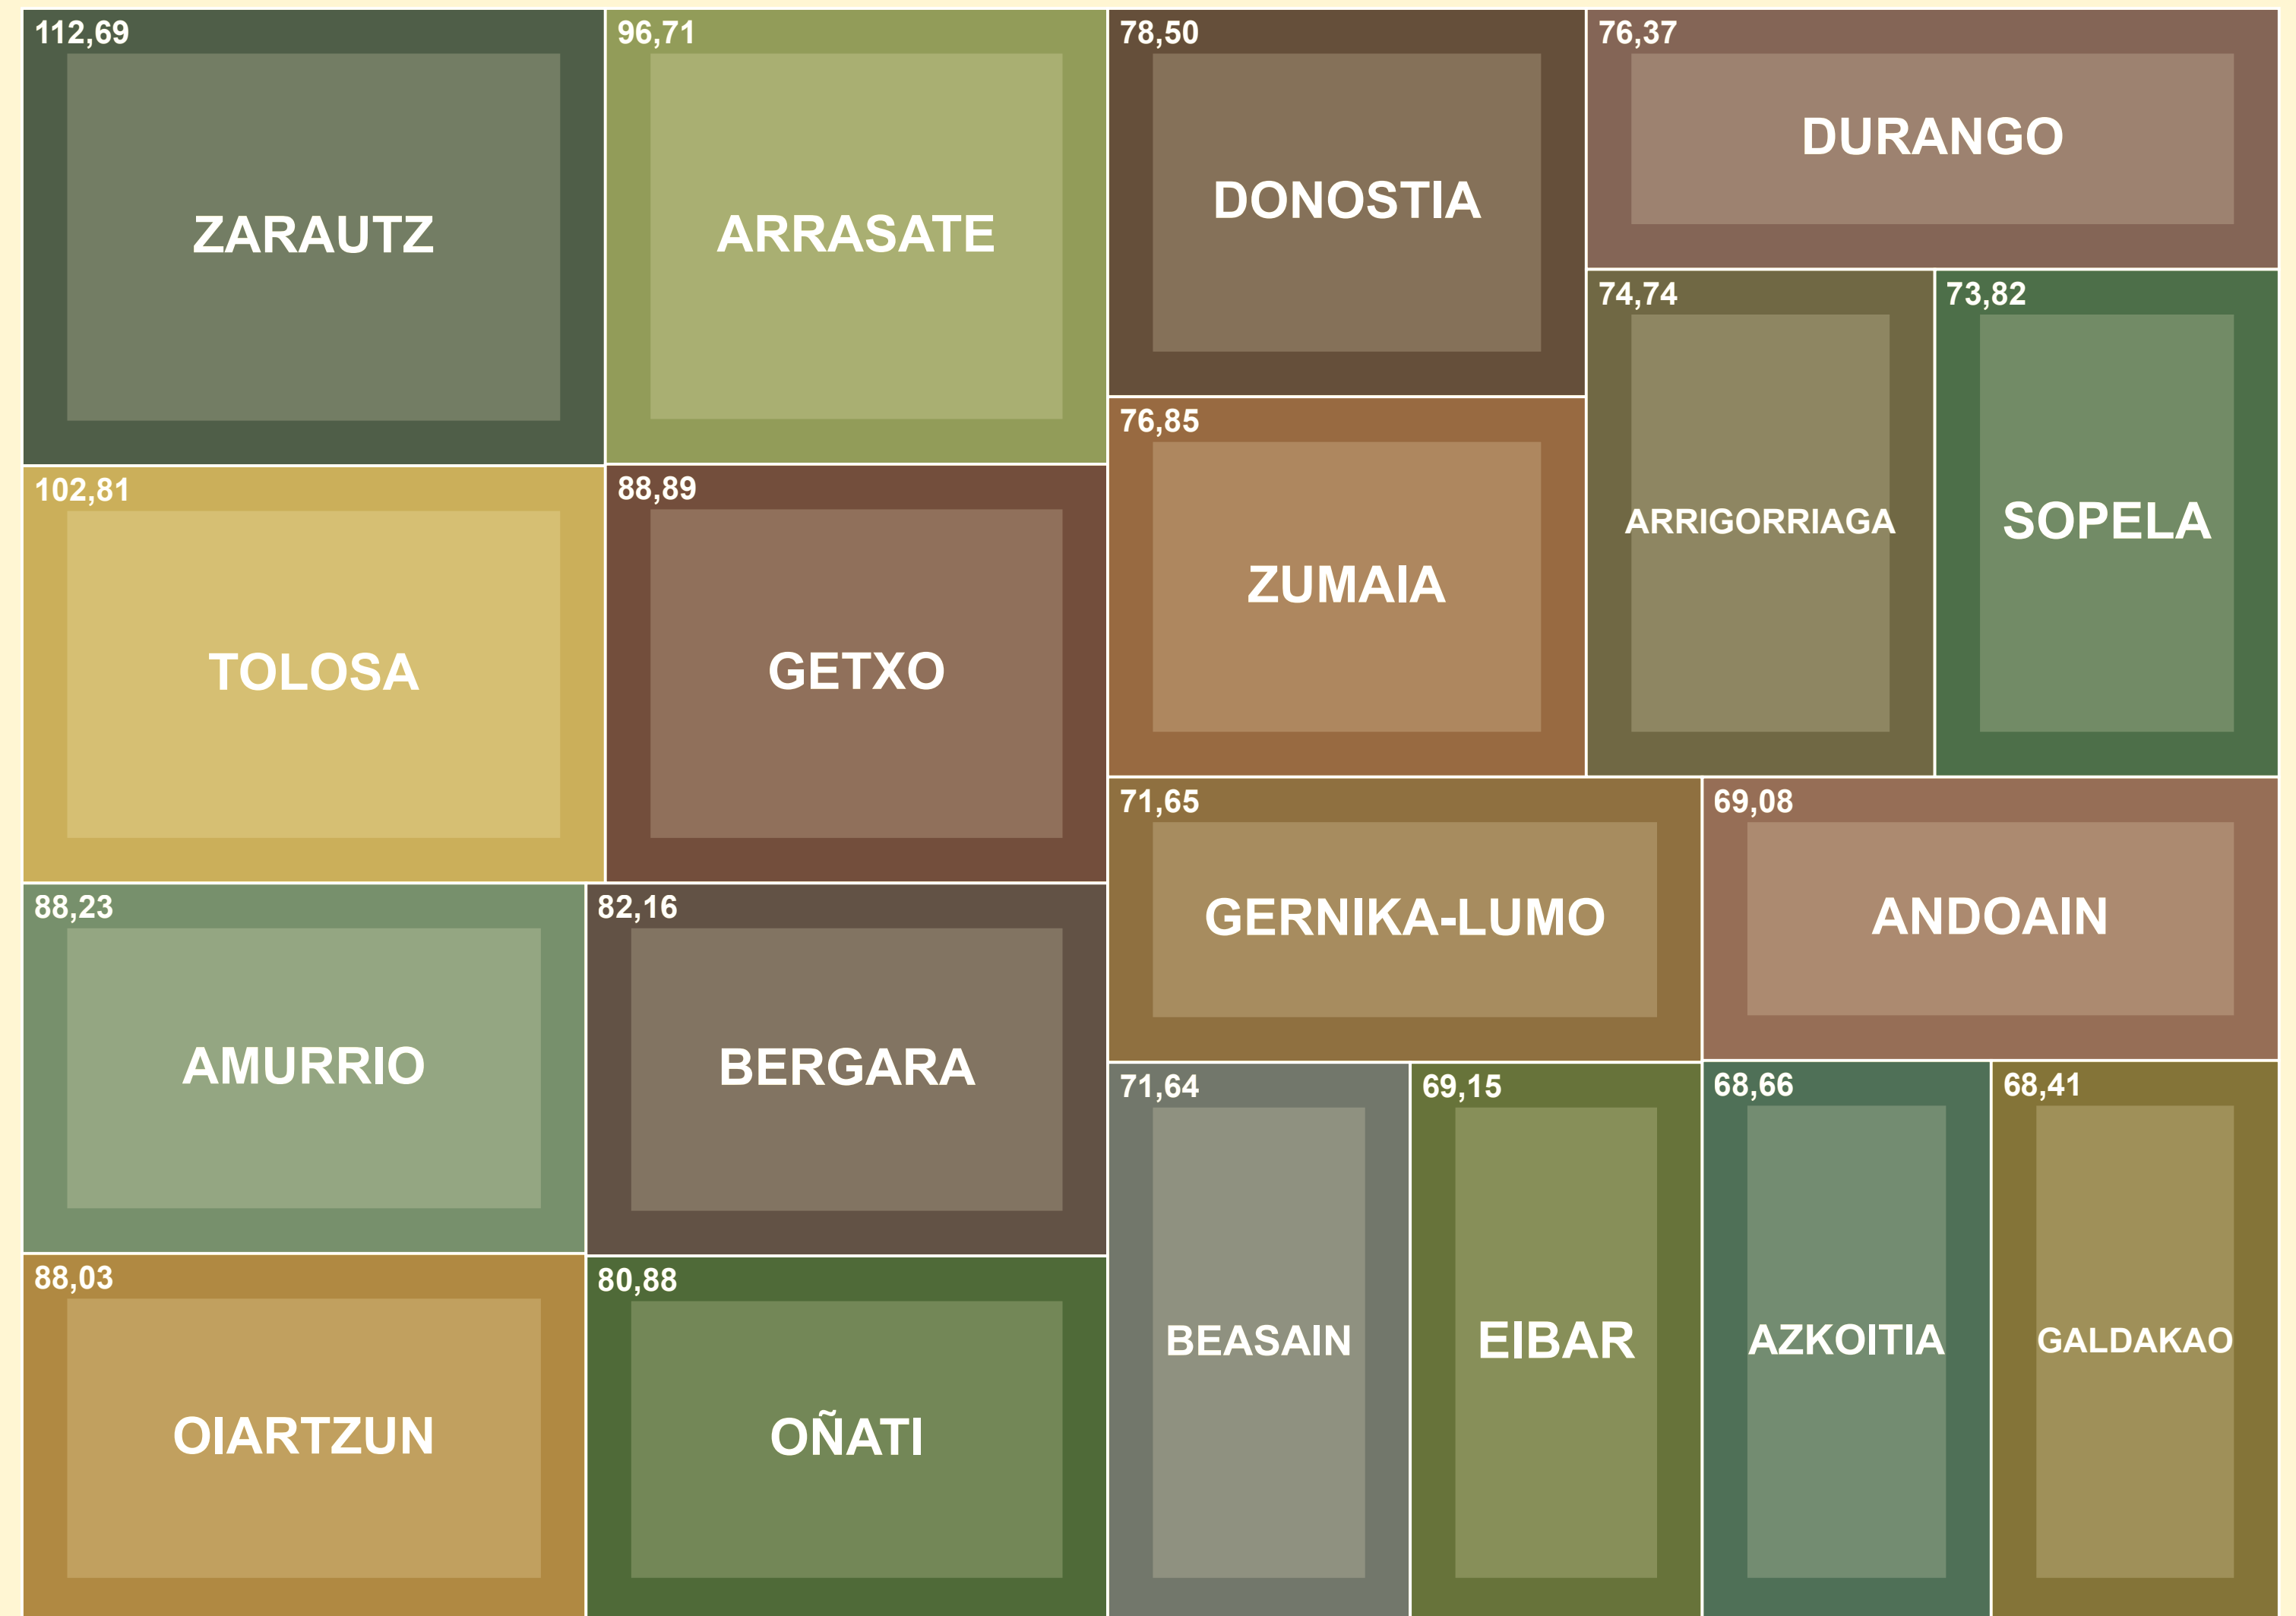 112,69
ZARAUTZ
96,71
ARRASATE
78,50
DONOSTIA
76,37
DURANGO
74,74
ARRIGORRIAGA
73,82
SOPELA
76,85
ZUMAIA
102,81
TOLOSA
88,89
GETXO
71,65
GERNIKA-LUMO
69,08
ANDOAIN
88,23
AMURRIO
82,16
BERGARA
71,64
BEASAIN
69,15
EIBAR
68,66
AZKOITIA
68,41
GALDAKAO
88,03
OIARTZUN
80,88
OÑATI